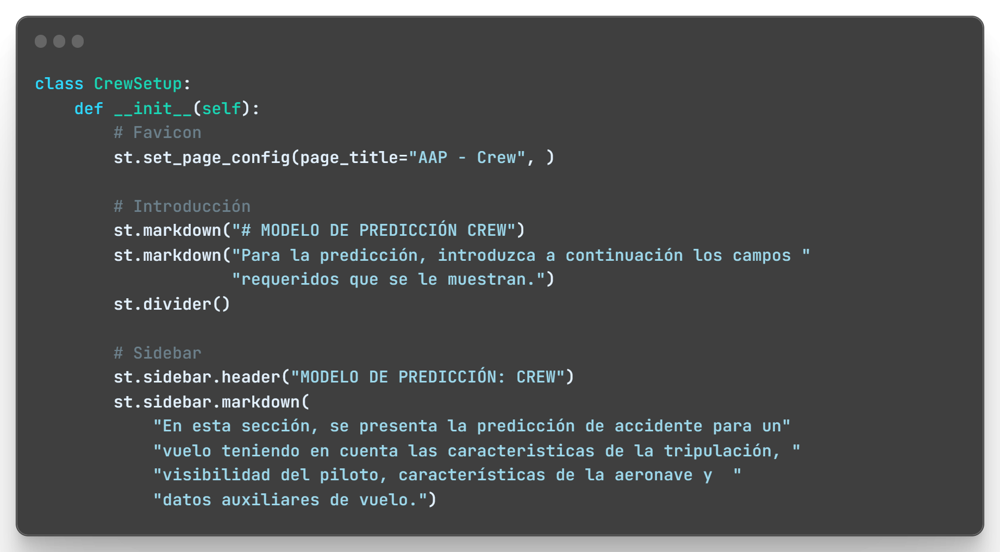 class CrewSetup:
    def __init__(self):
        # Favicon
        st.set_page_config(page_title="AAP - Crew", )

        # Introducción
        st.markdown("# MODELO DE PREDICCIÓN CREW")
        st.markdown("Para la predicción, introduzca a continuación los campos "
                    "requeridos que se le muestran.")
        st.divider()

        # Sidebar
        st.sidebar.header("MODELO DE PREDICCIÓN: CREW")
        st.sidebar.markdown(
            "En esta sección, se presenta la predicción de accidente para un"
            "vuelo teniendo en cuenta las caracteristicas de la tripulación, "
            "visibilidad del piloto, características de la aeronave y  "
            "datos auxiliares de vuelo.")